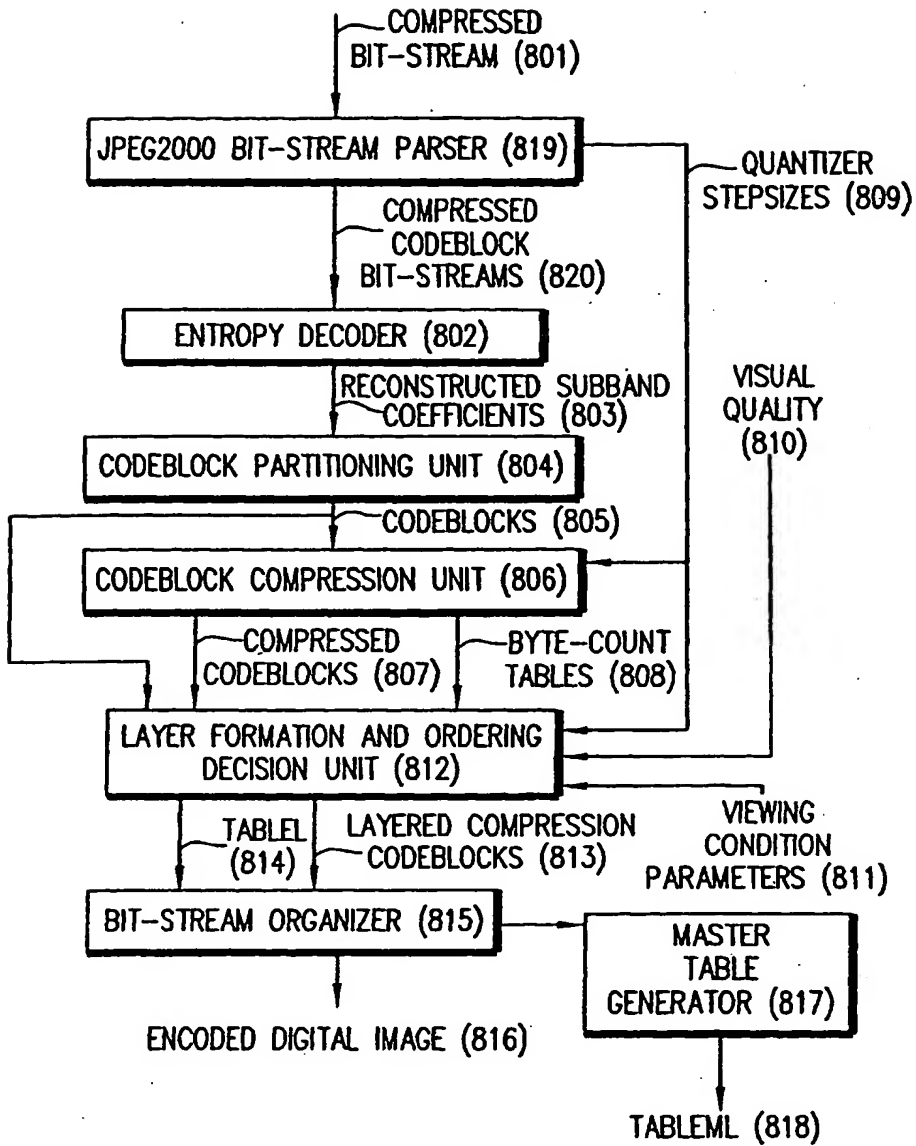 COMPRESSED
BIT-STREAM (801)
JPEG2000 BIT-STREAM PARSER (819)
QUANTIZER
STEPSIZES (809)
COMPRESSED
CODEBLOCK
BIT-STREAMS (820)
ENTROPY DECODER (802)
RECONSTRUCTED SUBBAND
COEFFICIENTS (803)
VISUAL
QUALITY
(810)
CODEBLOCK PARTITIONING UNIT (804)
CODEBLOCKS (805)
CODEBLOCK COMPRESSION UNIT (806)
COMPRESSED
CODEBLOCKS (807)
BYTE-COUNT
TABLES (808)
LAYER FORMATION AND ORDERING
DECISION UNIT (812)
VIEWING
CONDITION
PARAMETERS (811)
TABLEL
(814)
LAYERED COMPRESSION
CODEBLOCKS (813)
BIT-STREAM ORGANIZER (815)
MASTER
TABLE
GENERATOR (817)
ENCODED DIGITAL IMAGE (816)
TABLEML (818)